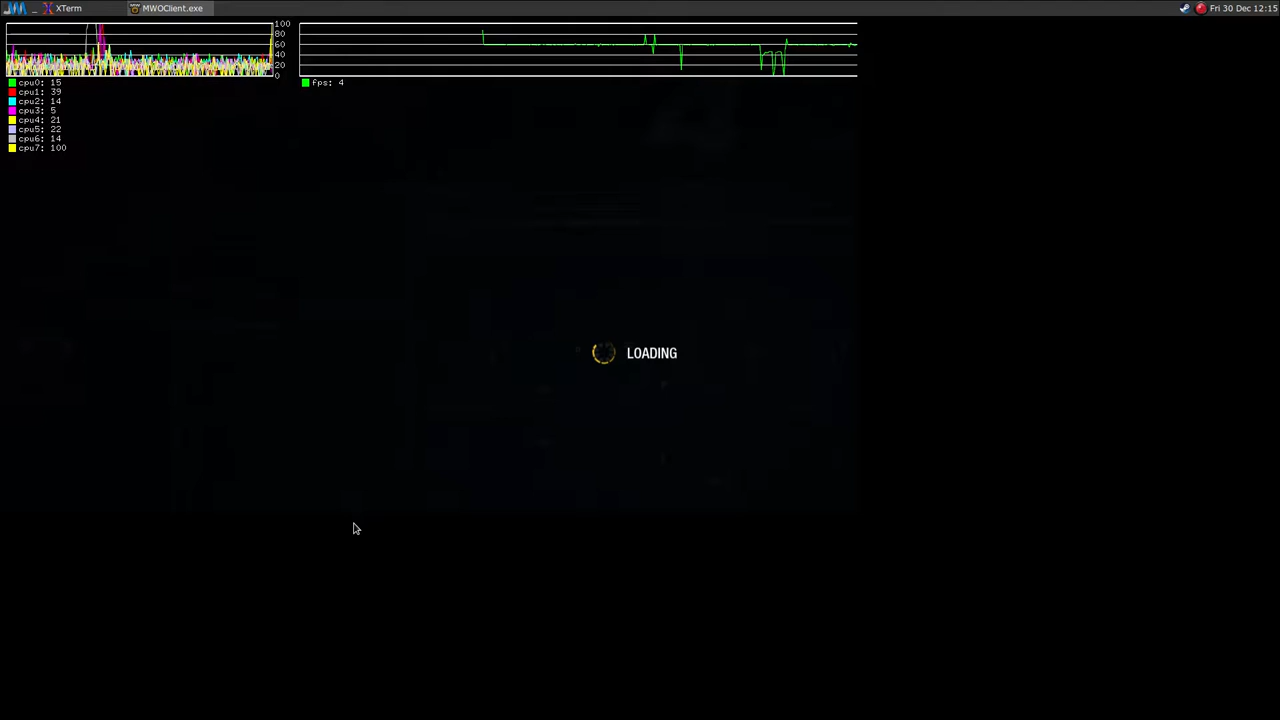 _ XTerm MWOClient.exe Fri 30 Dec 12:15
100
80
60
40
20
0
cpu0: 15
cpu1: 39
cpu2: 14
cpu3: 5
cpu4: 21
cpu5: 22
cpu6: 14
cpu7: 100
fps: 4
LOADING